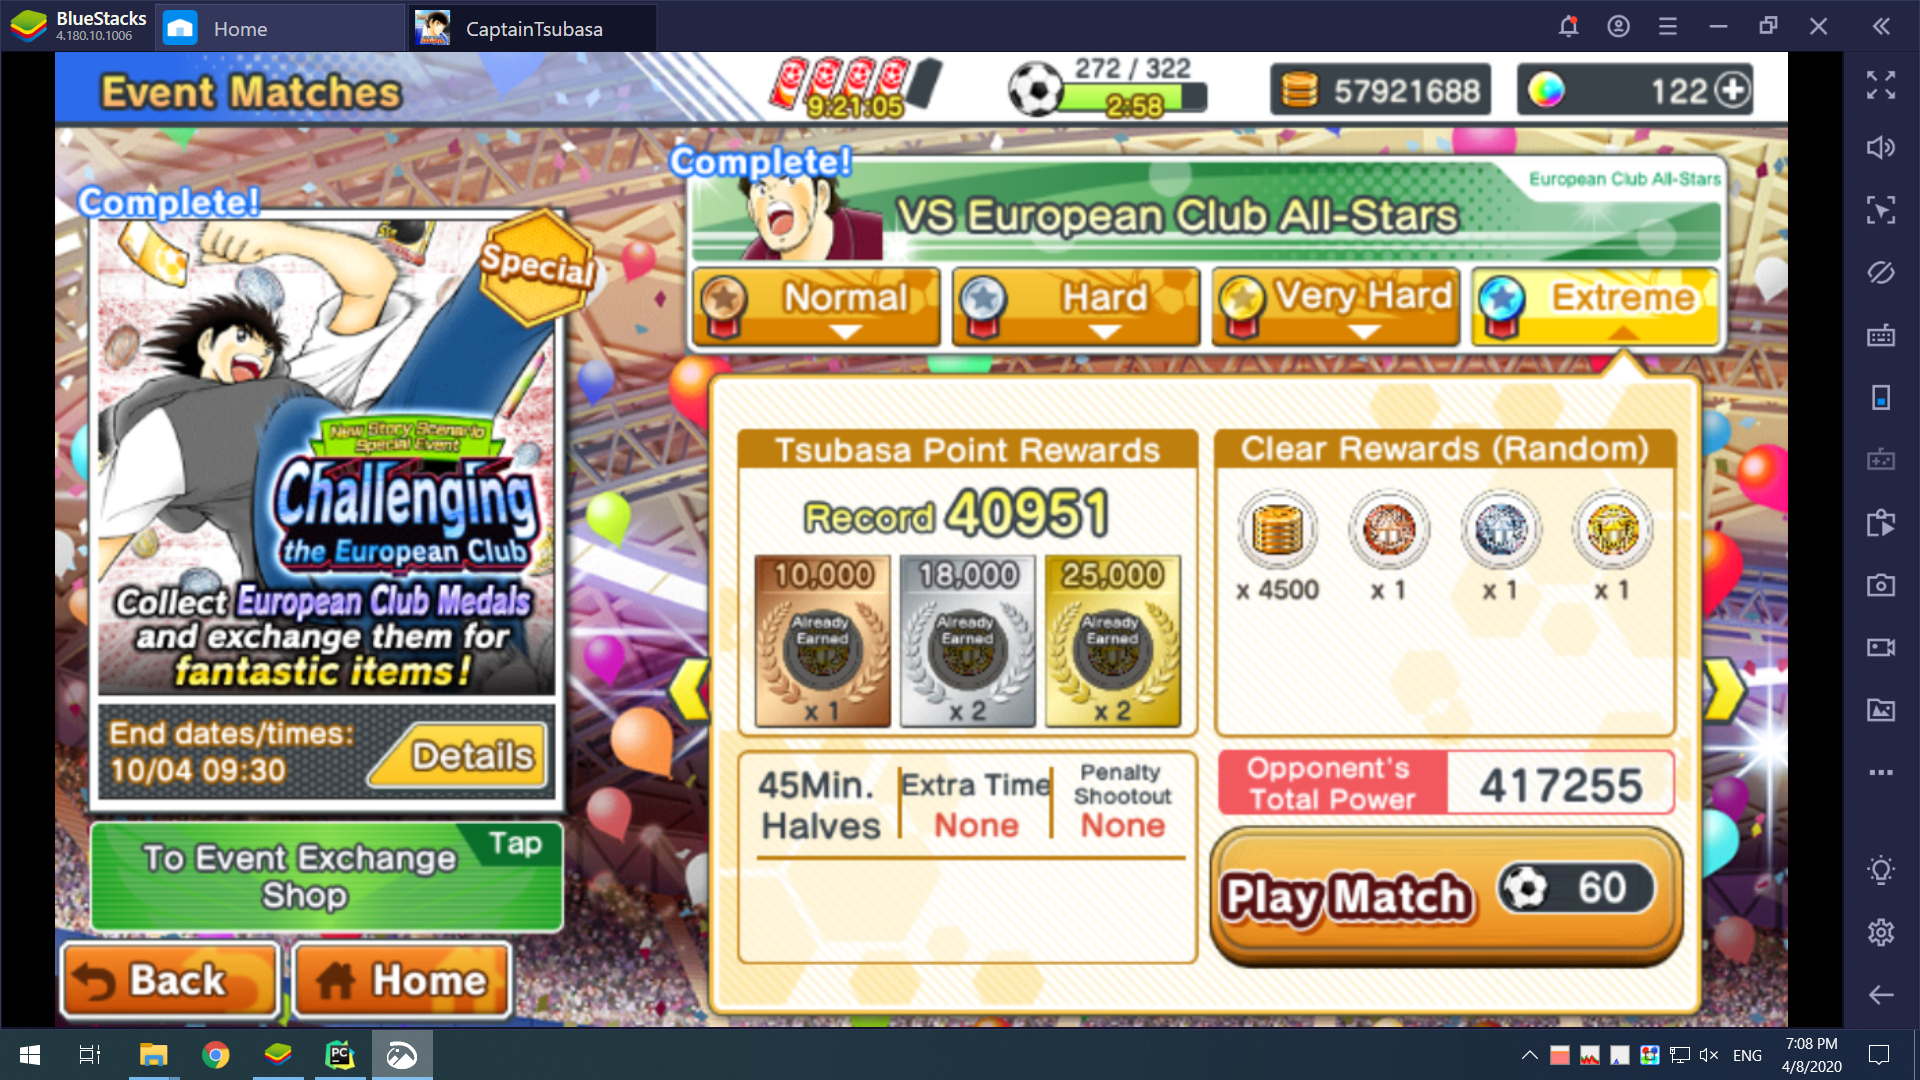 BlueStacks
4.180.10.1006
Home
CaptainTsubasa
Event Matches
9:21:05
272 / 322
2:58
57921688
122
Complete!
Special
New Story Scenario
Special Event
Challenging
the European Club
Collect European Club Medals
and exchange them for
fantastic items!
End dates/times:
10/04 09:30
Details
To Event Exchange
Shop
Tap
Back
Home
Complete!
VS European Club All-Stars
European Club All-Stars
Normal
Hard
Very Hard
Extreme
Tsubasa Point Rewards
Record 40951
10,000
Already
Earned
x 1
18,000
Already
Earned
x 2
25,000
Already
Earned
x 2
Clear Rewards (Random)
x 4500
x 1
x 1
x 1
45Min.
Halves
Extra Time
None
Penalty
Shootout
None
Opponent's
Total Power
417255
Play Match
60
PC
ENG
7:08 PM
4/8/2020